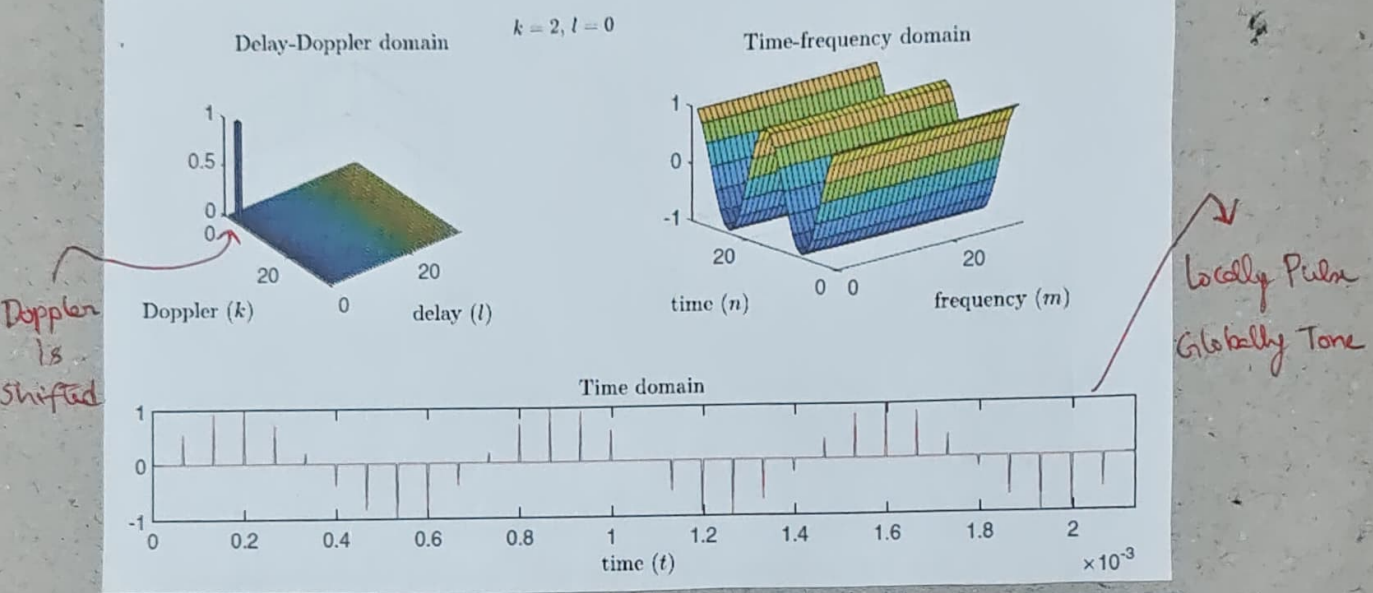 k = 2, l = 0
Delay-Doppler domain
Time-frequency domain
1
0.5
0
0
20
Doppler (k)
0
20
delay (l)
1
0
-1
20
0
time (n)
0
20
frequency (m)
Doppler
is
shifted
Locally Pulse
Globally Tone
Time domain
1
0
-1
0 0.2 0.4 0.6 0.8 1 1.2 1.4 1.6 1.8 2
time (t)
×10-3